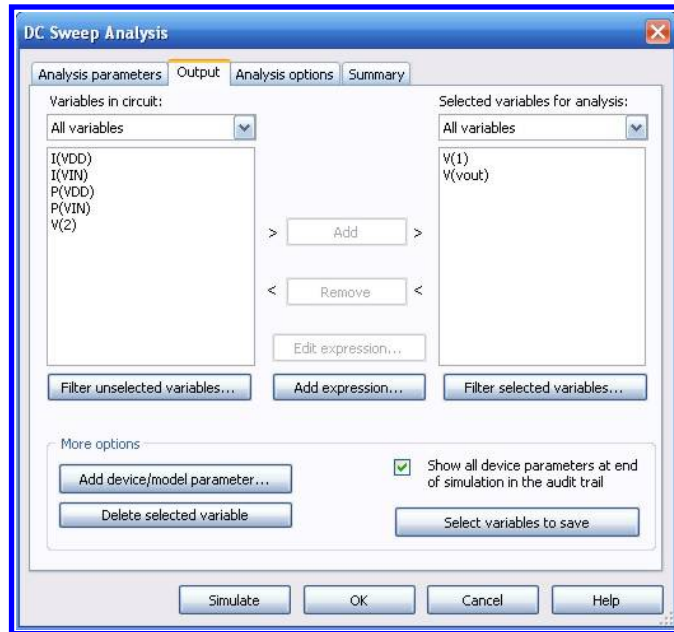 DC Sweep Analysis
Analysis parameters Output Analysis options Summary
Variables in circuit:
All variables
I(VDD)
I(VIN)
P(VDD)
P(VIN)
V(2)
> Add >
< Remove <
Edit expression...
Selected variables for analysis:
All variables
V(1)
V(vout)
Filter unselected variables...
Add expression...
Filter selected variables...
More options
Add device/model parameter...
Delete selected variable
Show all device parameters at end
of simulation in the audit trail
Select variables to save
Simulate OK Cancel Help